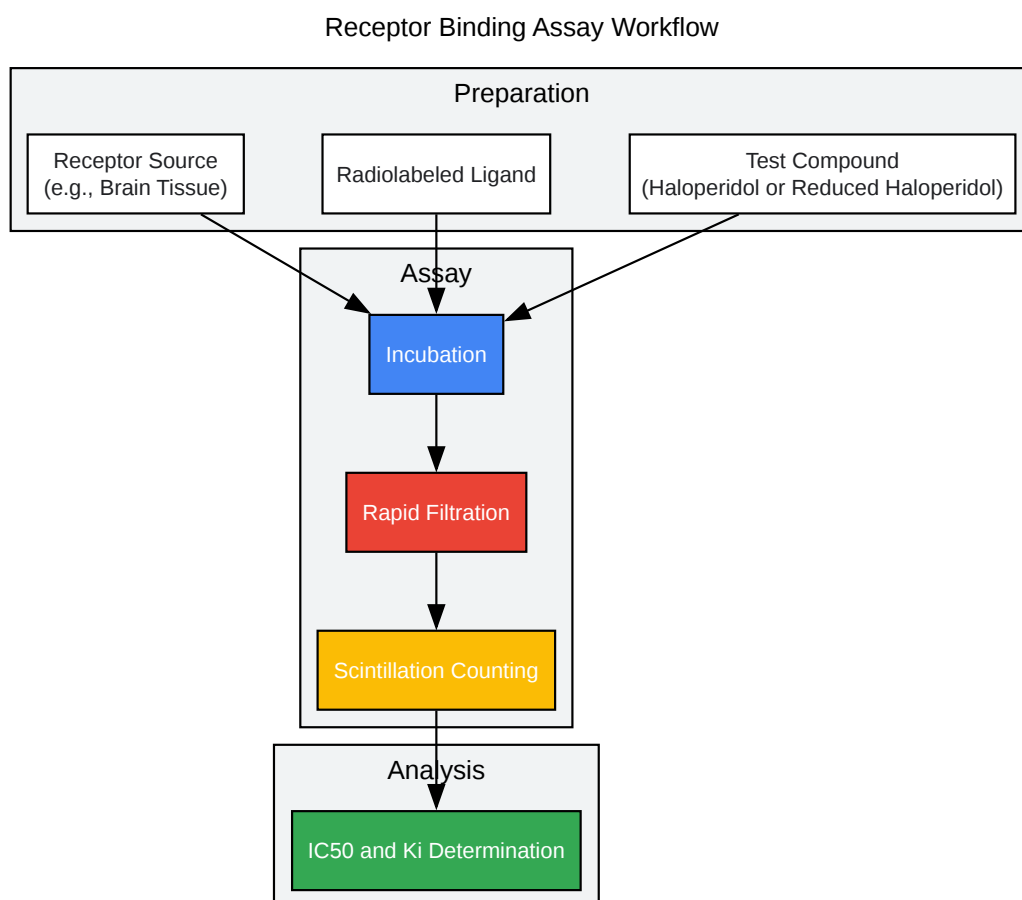 Receptor Binding Assay Workflow
Preparation
Receptor Source
(e.g., Brain Tissue)
Radiolabeled Ligand
Test Compound
(Haloperidol or Reduced Haloperidol)
Assay
Incubation
Rapid Filtration
Scintillation Counting
Analysis
IC50 and Ki Determination